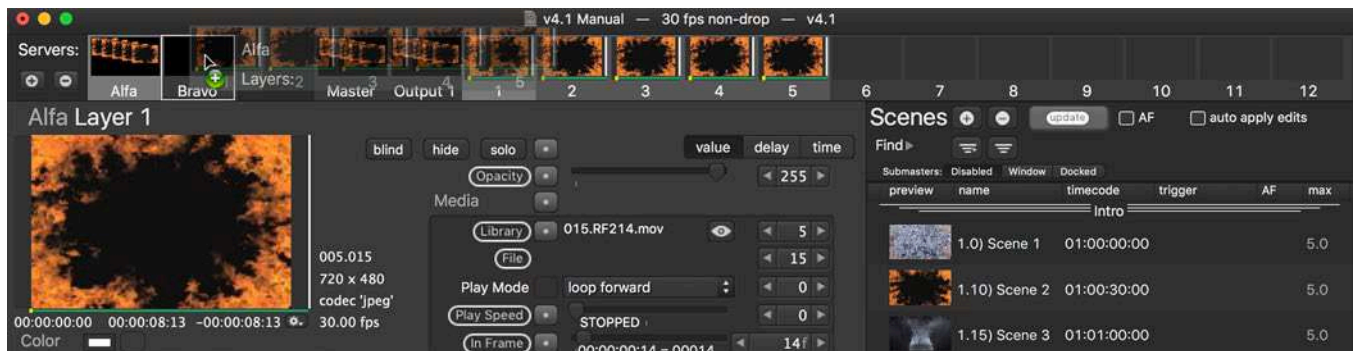 v4.1 Manual — 30 fps non-drop — v4.1
Servers:
Alfa
Layers:
1 2 3 4 5
Alfa Bravo Master Output 1 1 2 3 4 5 6 7 8 9 10 11 12
Alfa Layer 1
blind hide solo value delay time
Opacity 255
Media
Library 015.RF214.mov 5
File 15
Play Mode loop forward 0
Play Speed STOPPED 0
In Frame 00:00:00:14 = 00014 14f
005.015
720 x 480
codec 'jpeg'
30.00 fps
00:00:00:00 00:00:08:13 -00:00:08:13
Color
Scenes update AF auto apply edits
Find
Submasters: Disabled Window Docked
preview name timecode trigger AF max
Intro
1.0) Scene 1 01:00:00:00 5.0
1.10) Scene 2 01:00:30:00 5.0
1.15) Scene 3 01:01:00:00 5.0